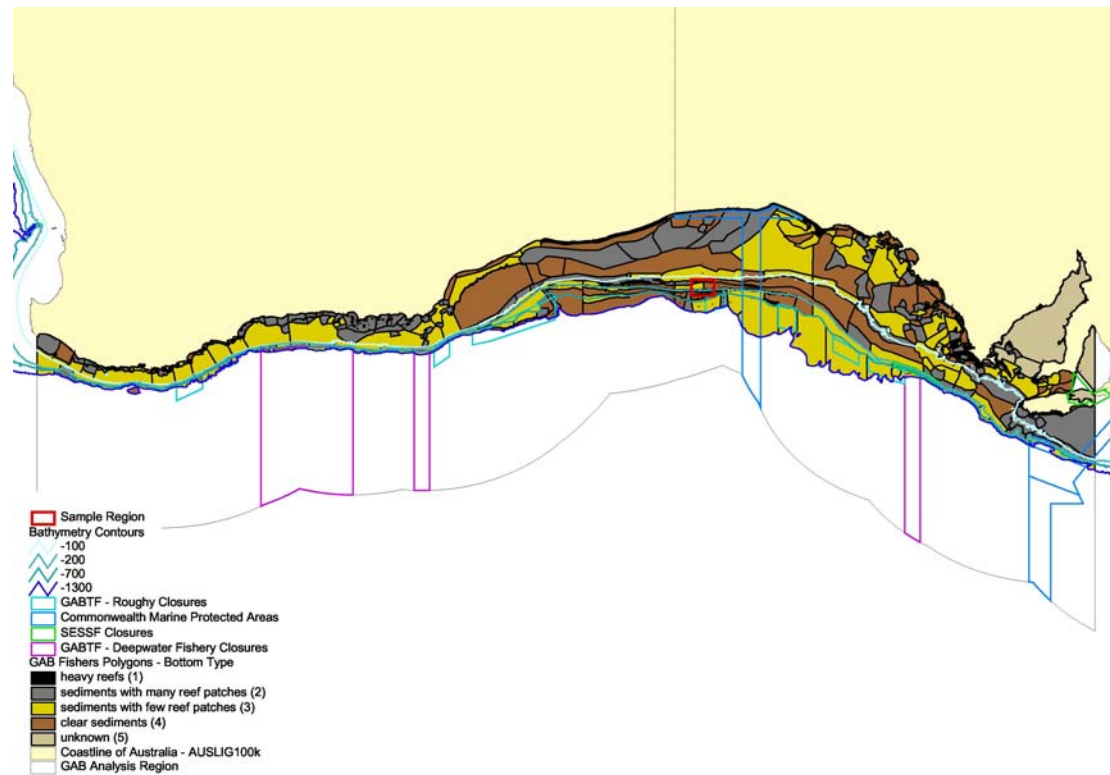 Sample Region
Bathymetry Contours
-100
-200
-700
-1300
GABTF - Roughy Closures
Commonwealth Marine Protected Areas
SESSF Closures
GABTF - Deepwater Fishery Closures
GAB Fishers Polygons - Bottom Type
heavy reefs (1)
sediments with many reef patches (2)
sediments with few reef patches (3)
clear sediments (4)
unknown (5)
Coastline of Australia - AUSLIG100k
GAB Analysis Region